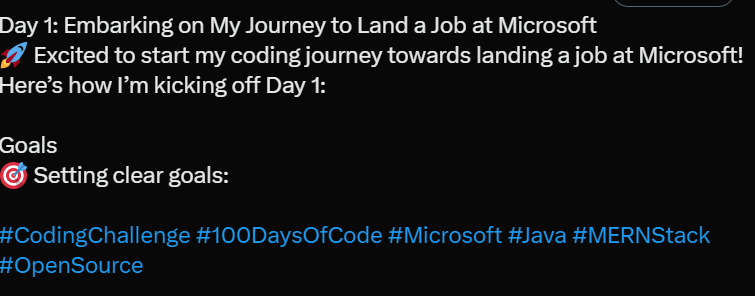 Day 1: Embarking on My Journey to Land a Job at Microsoft
🚀 Excited to start my coding journey towards landing a job at Microsoft!
Here’s how I’m kicking off Day 1:
Goals
🎯 Setting clear goals:
#CodingChallenge #100DaysOfCode #Microsoft #Java #MERNStack
#OpenSource